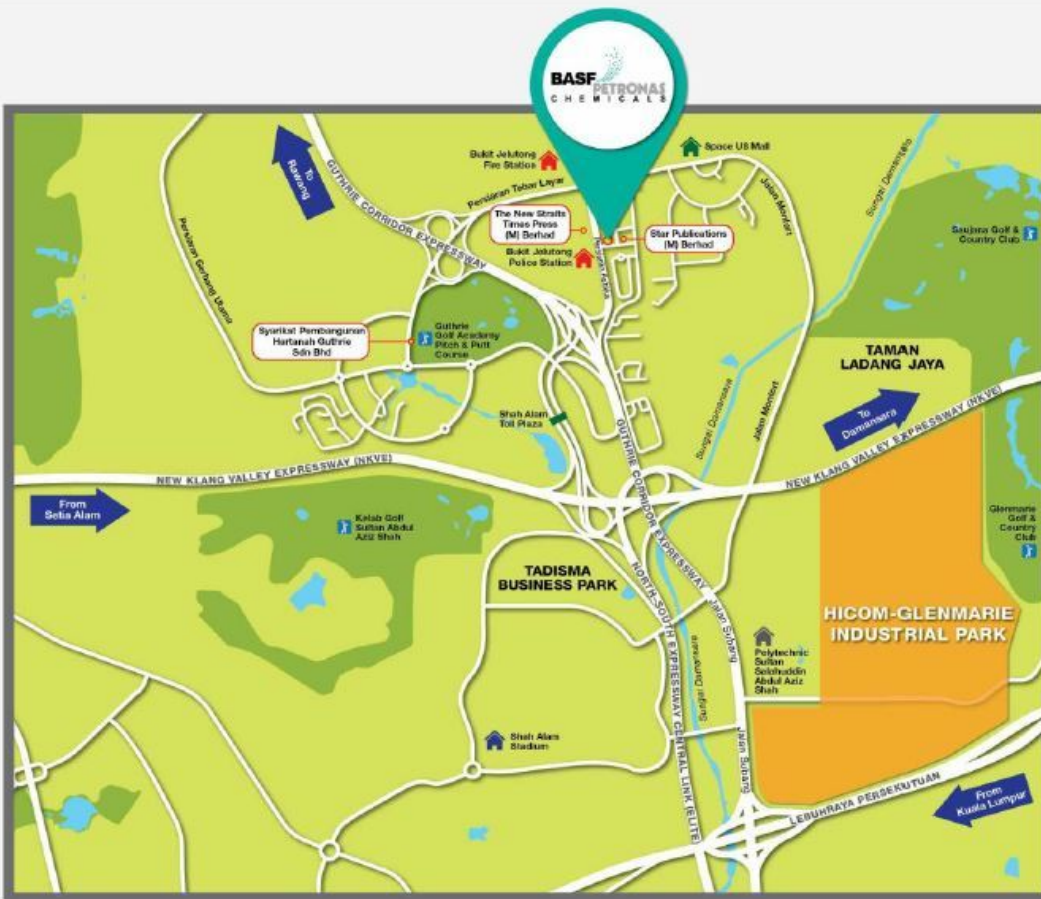 BASF
PETRONAS
CHEMICALS
To
Rawang
GUTHRIE CORRIDOR EXPRESSWAY
Bukit Jelutong
Fire Station
Persiaran Tebar Layar
Space U8 Mall
Jalan Monfort
Sungai Damansara
Saujana Golf &
Country Club
Persiaran Gerbang Utama
The New Straits
Times Press
(M) Berhad
Star Publications
(M) Berhad
Bukit Jelutong
Police Station
Syarikat Pembangunan
Hartanah Guthrie
Sdn Bhd
Guthrie
Golf Academy
Pitch & Putt
Course
TAMAN
LADANG JAYA
To
Damansara
Shah Alam
Toll Plaza
Sungai Damansara
Jalan Monfort
GUTHRIE CORRIDOR EXPRESSWAY
NEW KLANG VALLEY EXPRESSWAY (NKVE)
NEW KLANG VALLEY EXPRESSWAY (NKVE)
From
Setia Alam
Kelab Golf
Sultan Abdul
Aziz Shah
Glenmarie
Golf &
Country
Club
TADISMA
BUSINESS PARK
NORTH-SOUTH EXPRESSWAY CENTRAL LINK (ELITE)
Jalan Subang
HICOM-GLENMARIE
INDUSTRIAL PARK
Polytechnic
Sultan
Salahuddin
Abdul Aziz
Shah
Sungai Damansara
Shah Alam
Stadium
Jalan Subang
LEBUHRAYA PERSEKUTUAN
From
Kuala Lumpur